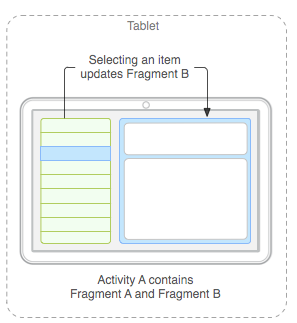 Tablet
Selecting an item
updates Fragment B
Activity A contains
Fragment A and Fragment B